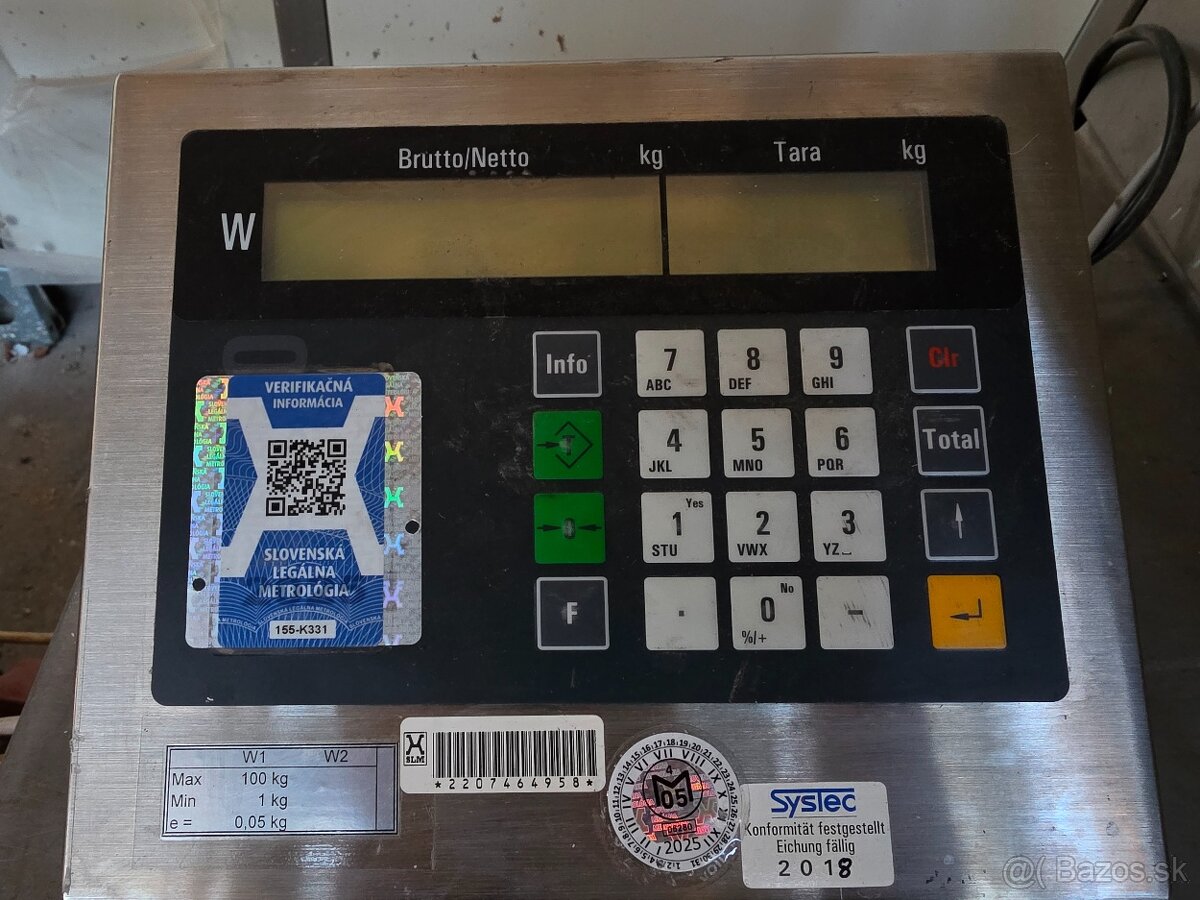 Brutto/Netto kg Tara kg
W
Info 7 ABC 8 DEF 9 GHI Clr
T 4 JKL 5 MNO 6 PQR Total
0 1 Yes STU 2 VWX 3 YZ_
F . 0 No %/+ -
VERIFIKAČNÁ
INFORMÁCIA
SLOVENSKÁ
LEGÁLNA
METROLÓGIA
155-K331
W1 W2
Max 100 kg
Min 1 kg
e = 0,05 kg
SLM
*2207464958*
4
M
05
2025
SysTec
Konformität festgestellt
Eichung fällig
2018
@( Bazos.sk